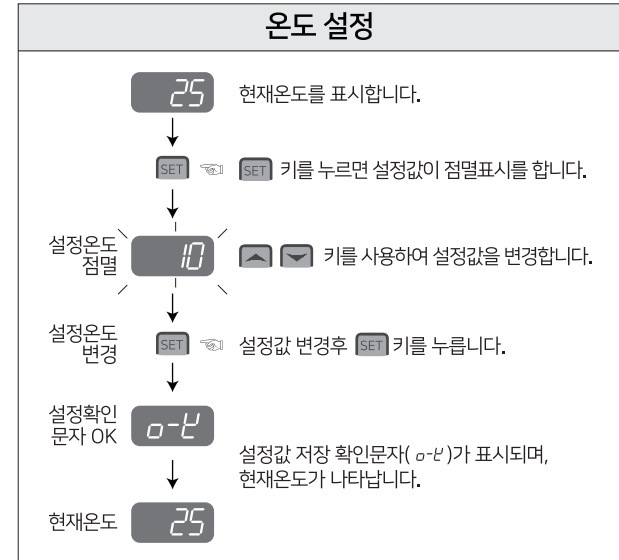 온도 설정
25
현재온도를 표시합니다.
SET
SET 키를 누르면 설정값이 점멸표시를 합니다.
설정온도
점멸
10
키를 사용하여 설정값을 변경합니다.
설정온도
변경
SET
설정값 변경후 SET 키를 누릅니다.
설정확인
문자 OK
o-k
설정값 저장 확인문자( o-k )가 표시되며,
현재온도가 나타납니다.
현재온도
25